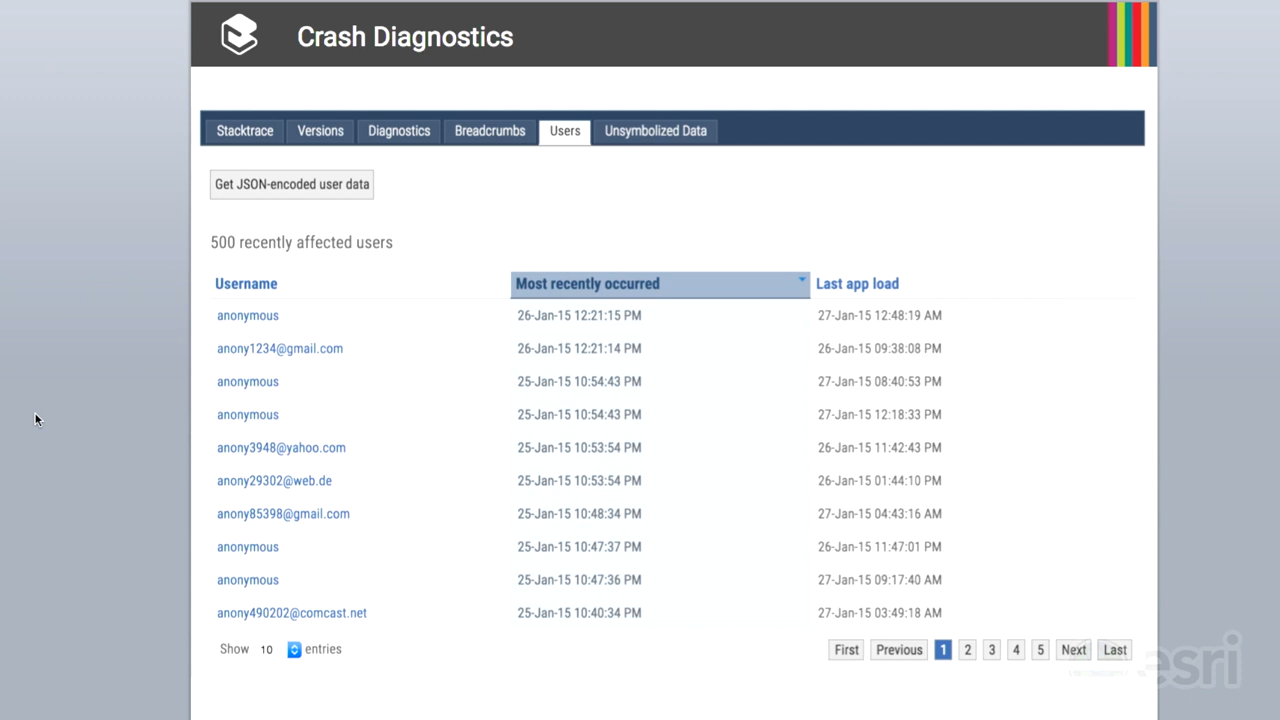 Crash Diagnostics
Stacktrace Versions Diagnostics Breadcrumbs Users Unsymbolized Data
Get JSON-encoded user data
500 recently affected users
Username Most recently occurred Last app load
anonymous 26-Jan-15 12:21:15 PM 27-Jan-15 12:48:19 AM
anony1234@gmail.com 26-Jan-15 12:21:14 PM 26-Jan-15 09:38:08 PM
anonymous 25-Jan-15 10:54:43 PM 27-Jan-15 08:40:53 PM
anonymous 25-Jan-15 10:54:43 PM 27-Jan-15 12:18:33 PM
anony3948@yahoo.com 25-Jan-15 10:53:54 PM 26-Jan-15 11:42:43 PM
anony29302@web.de 25-Jan-15 10:53:54 PM 26-Jan-15 01:44:10 PM
anony85398@gmail.com 25-Jan-15 10:48:34 PM 27-Jan-15 04:43:16 AM
anonymous 25-Jan-15 10:47:37 PM 26-Jan-15 11:47:01 PM
anonymous 25-Jan-15 10:47:36 PM 27-Jan-15 09:17:40 AM
anony490202@comcast.net 25-Jan-15 10:40:34 PM 27-Jan-15 03:49:18 AM
Show 10 entries First Previous 1 2 3 4 5 Next Last
esri